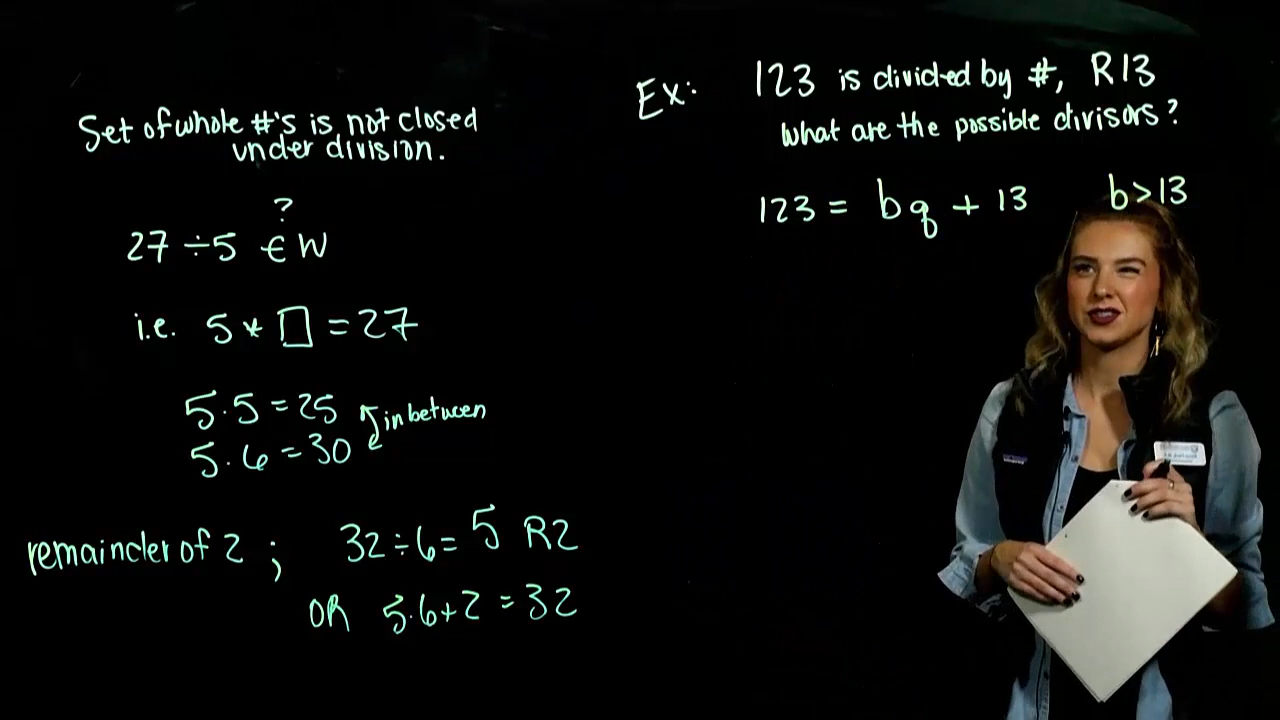 Set of whole #'s is not closed
under division.
?
27 ÷5 € W
i.e. 5 * □ = 27
5·5 = 25
5·6 = 30
in between
remainder of 2 ; 32÷6= 5 R2
OR 5·6+2 = 32
Ex: 123 is divided by #, R13
What are the possible divisors?
123 = bq + 13 b>13